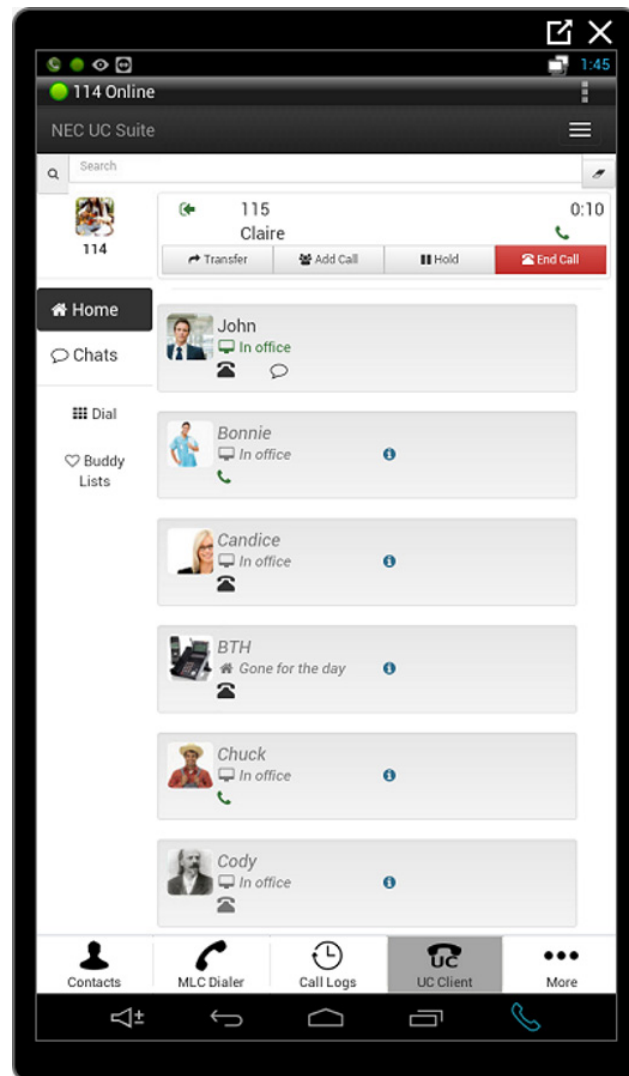 1:45
114 Online
NEC UC Suite
Search
114
115
0:10
Claire
Transfer
Add Call
Hold
End Call
Home
Chats
Dial
Buddy
Lists
John
In office
Bonnie
In office
Candice
In office
BTH
Gone for the day
Chuck
In office
Cody
In office
Contacts
MLC Dialer
Call Logs
UC
UC Client
More